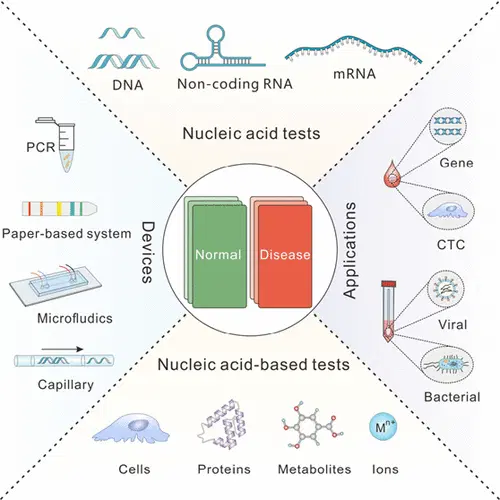 DNA
Non-coding RNA
mRNA
Nucleic acid tests
PCR
Paper-based system
Microfludics
Capillary
Devices
Normal
Disease
Applications
Gene
CTC
Viral
Bacterial
Nucleic acid-based tests
Cells
Proteins
Metabolites
Mn+
Ions